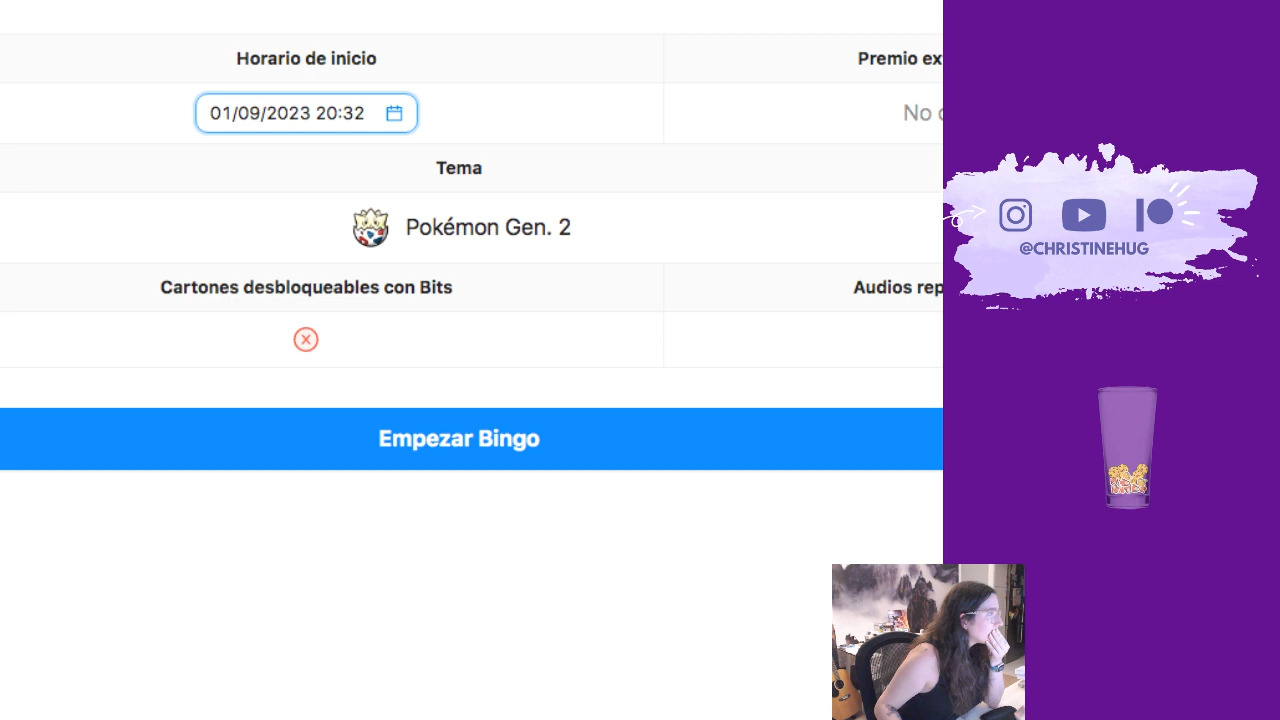 Horario de inicio
Premio ex
01/09/2023 20:32
No
Tema
Pokémon Gen. 2
@CHRISTINEHUG
Cartones desbloqueables con Bits
Audios rep
Empezar Bingo